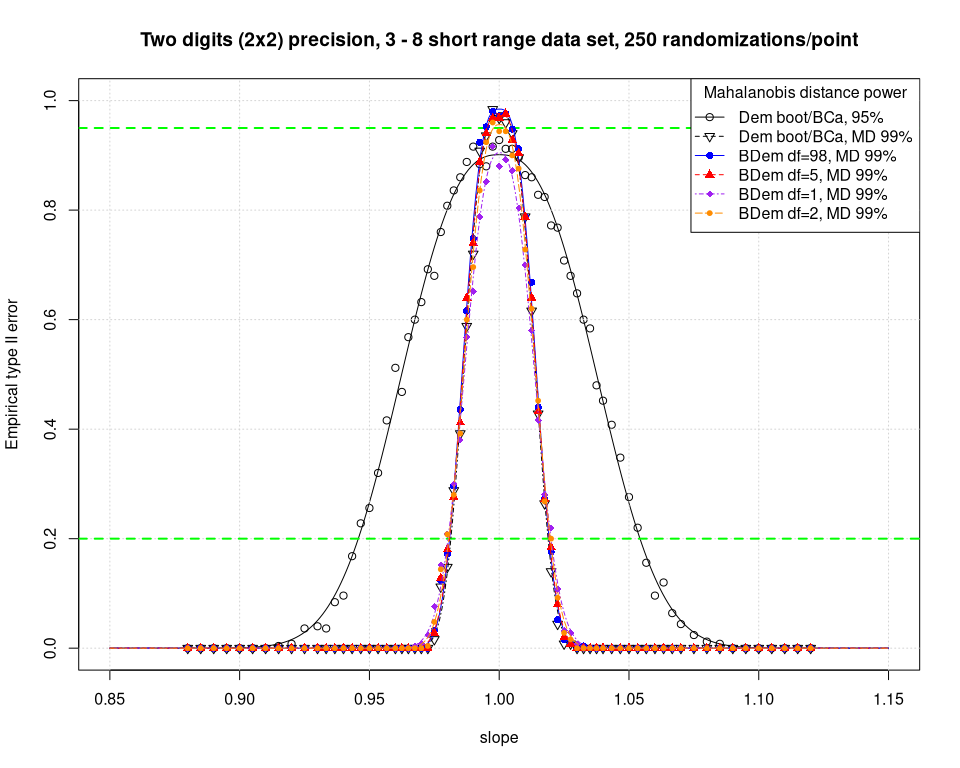 Two digits (2x2) precision, 3 - 8 short range data set, 250 randomizations/point
Mahalanobis distance power
Dem boot/BCa, 95%
Dem boot/BCa, MD 99%
BDem df=98, MD 99%
BDem df=5, MD 99%
BDem df=1, MD 99%
BDem df=2, MD 99%
Empirical type II error
1.0
0.8
0.6
0.4
0.2
0.0
0.85 0.90 0.95 1.00 1.05 1.10 1.15
slope